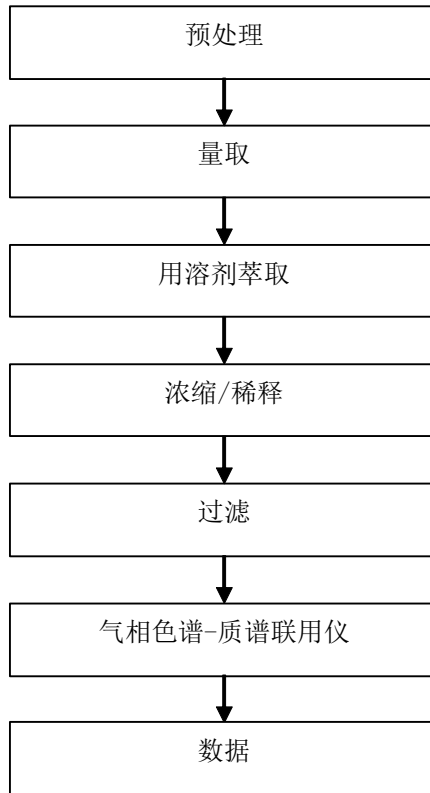 预处理
量取
用溶剂萃取
浓缩/稀释
过滤
气相色谱-质谱联用仪
数据